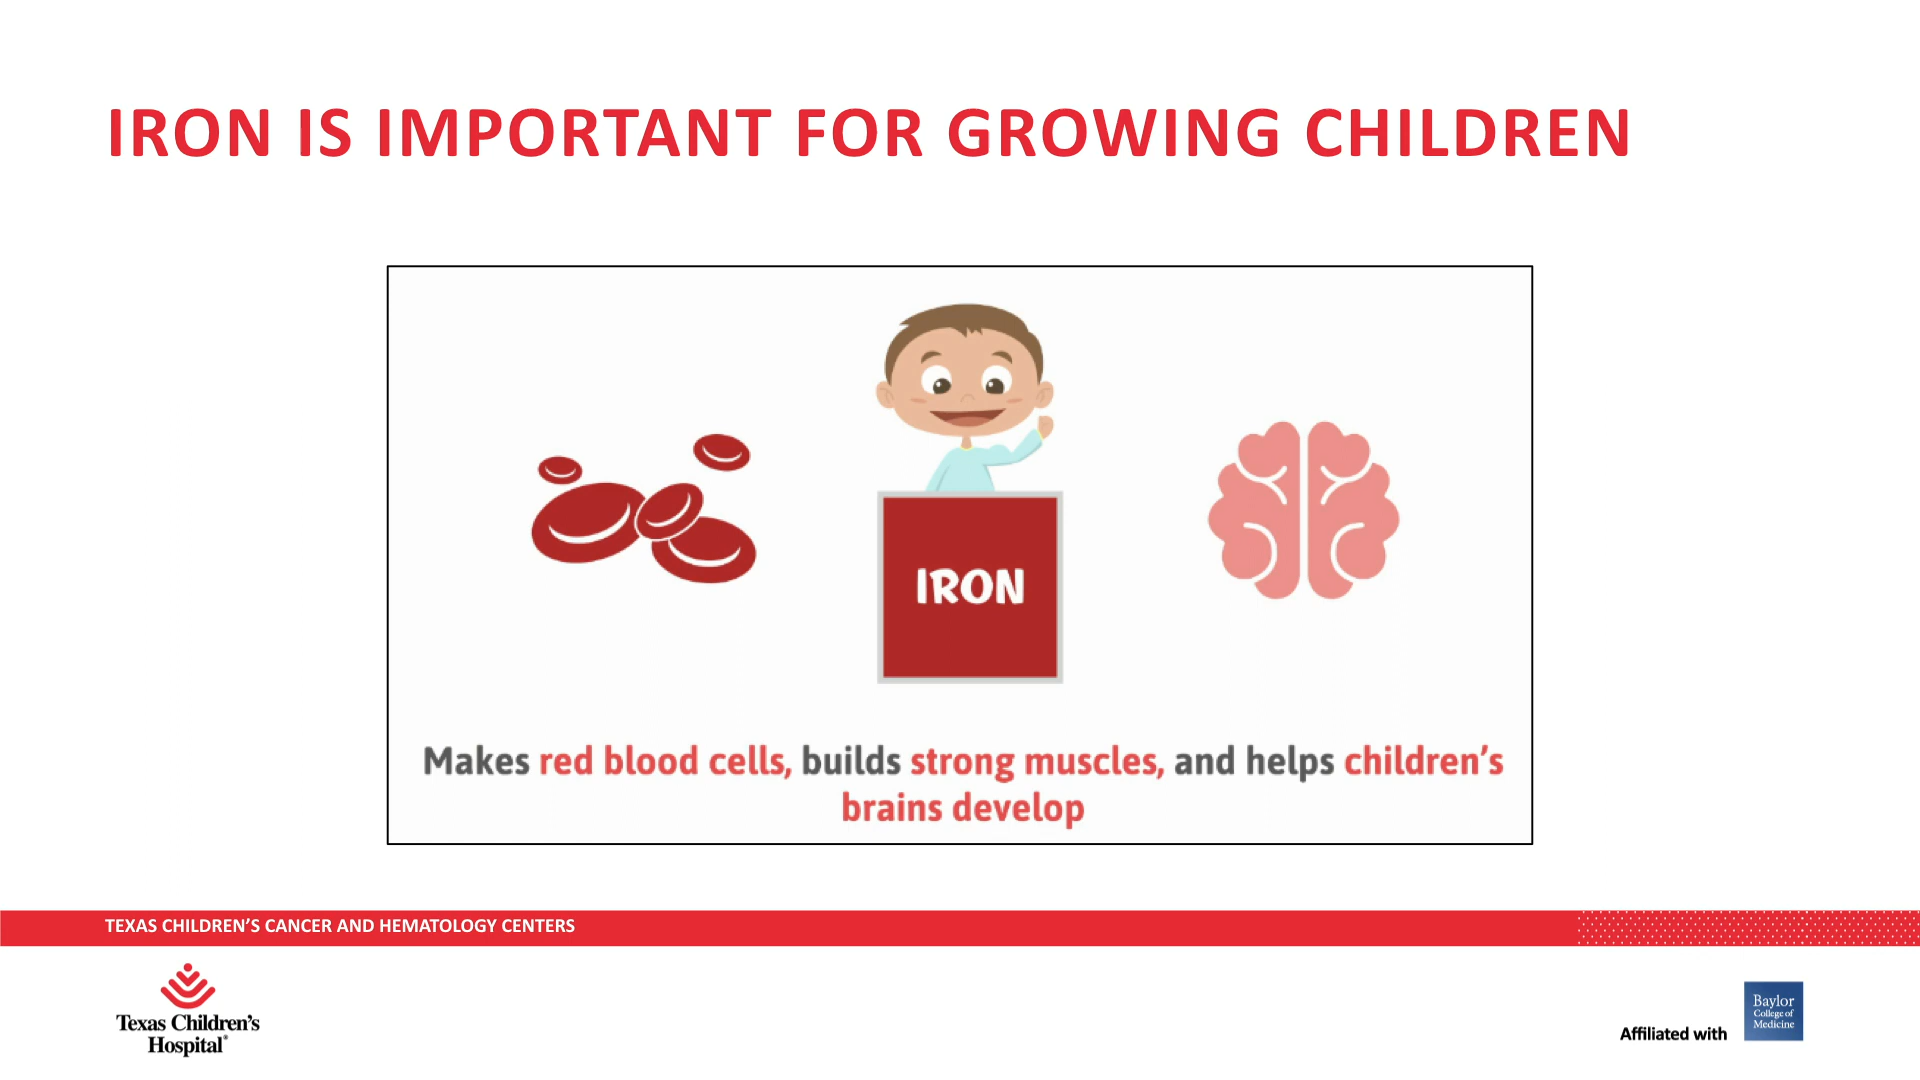 IRON IS IMPORTANT FOR GROWING CHILDREN
IRON
Makes red blood cells, builds strong muscles, and helps children's
brains develop
TEXAS CHILDREN'S CANCER AND HEMATOLOGY CENTERS
Texas Children's
Hospital®
Affiliated with
Baylor
College of
Medicine